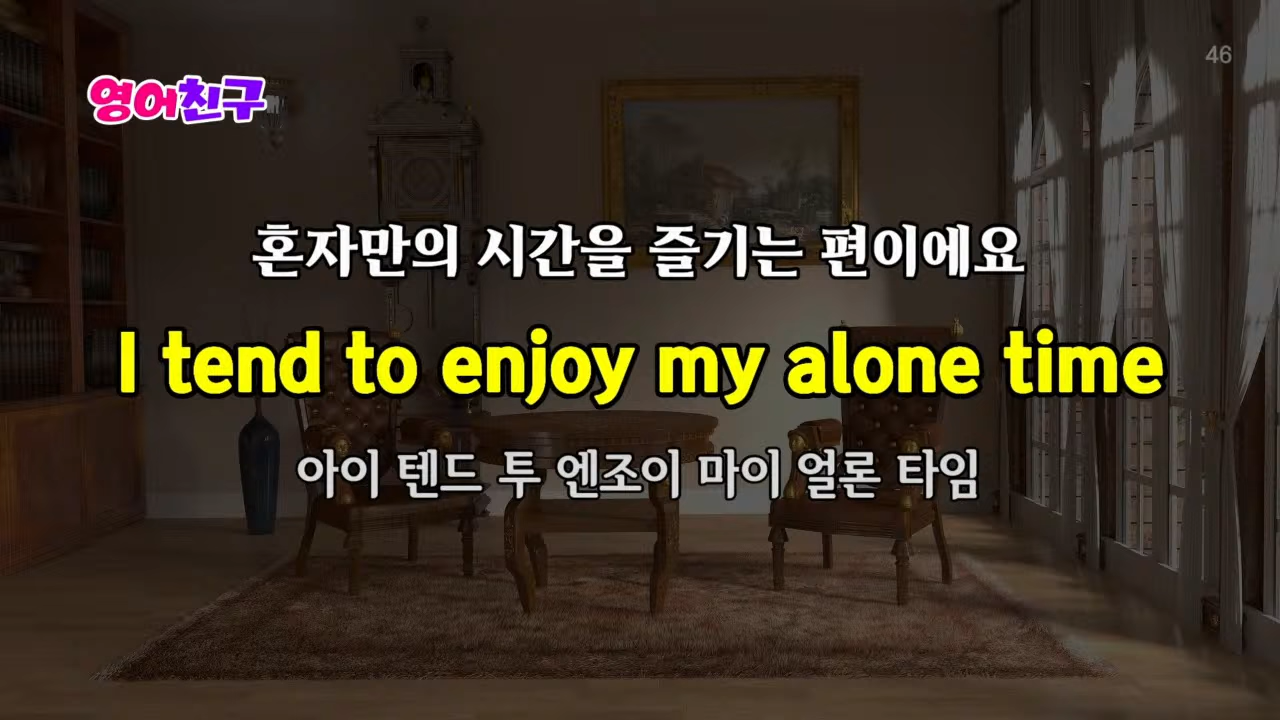 46
영어친구
혼자만의 시간을 즐기는 편이에요
I tend to enjoy my alone time
아이 텐드 투 엔조이 마이 얼론 타임